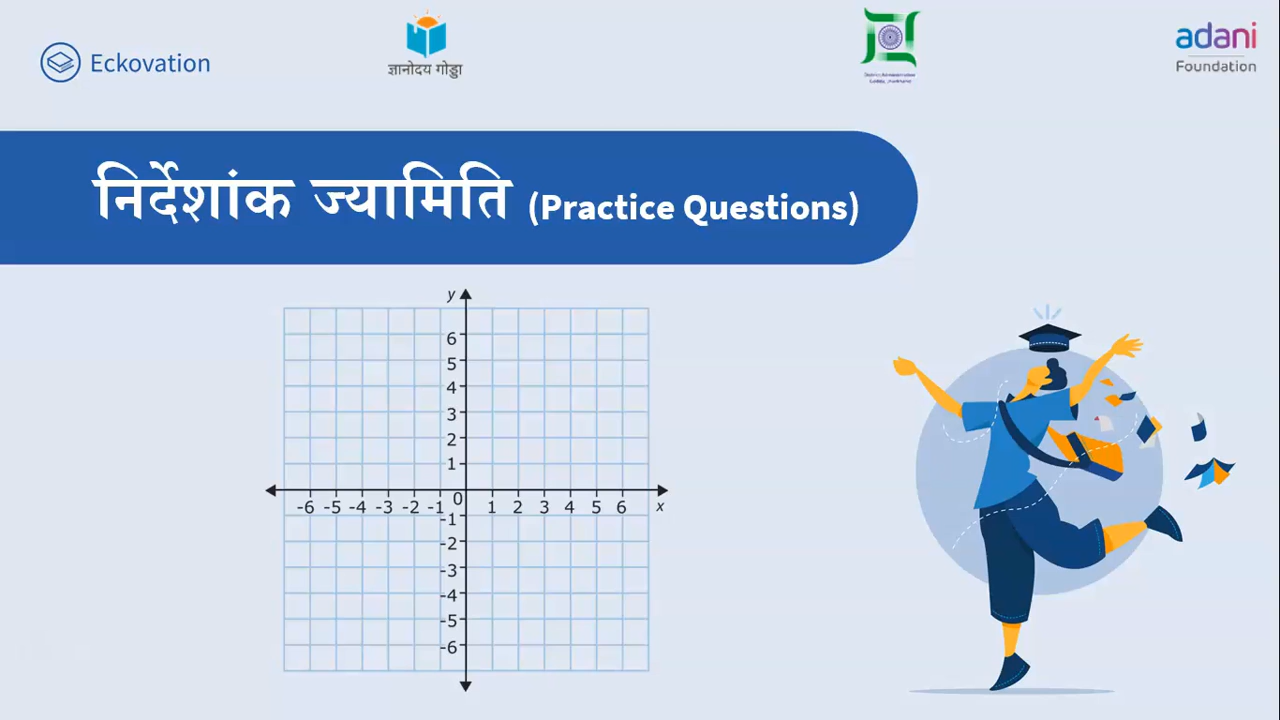 Eckovation
ज्ञानोदय गोड्डा
adani
Foundation
निर्देशांक ज्यामिति (Practice Questions)
y
6
5
4
3
2
1
0
-6 -5 -4 -3 -2 -1 1 2 3 4 5 6 x
-1
-2
-3
-4
-5
-6